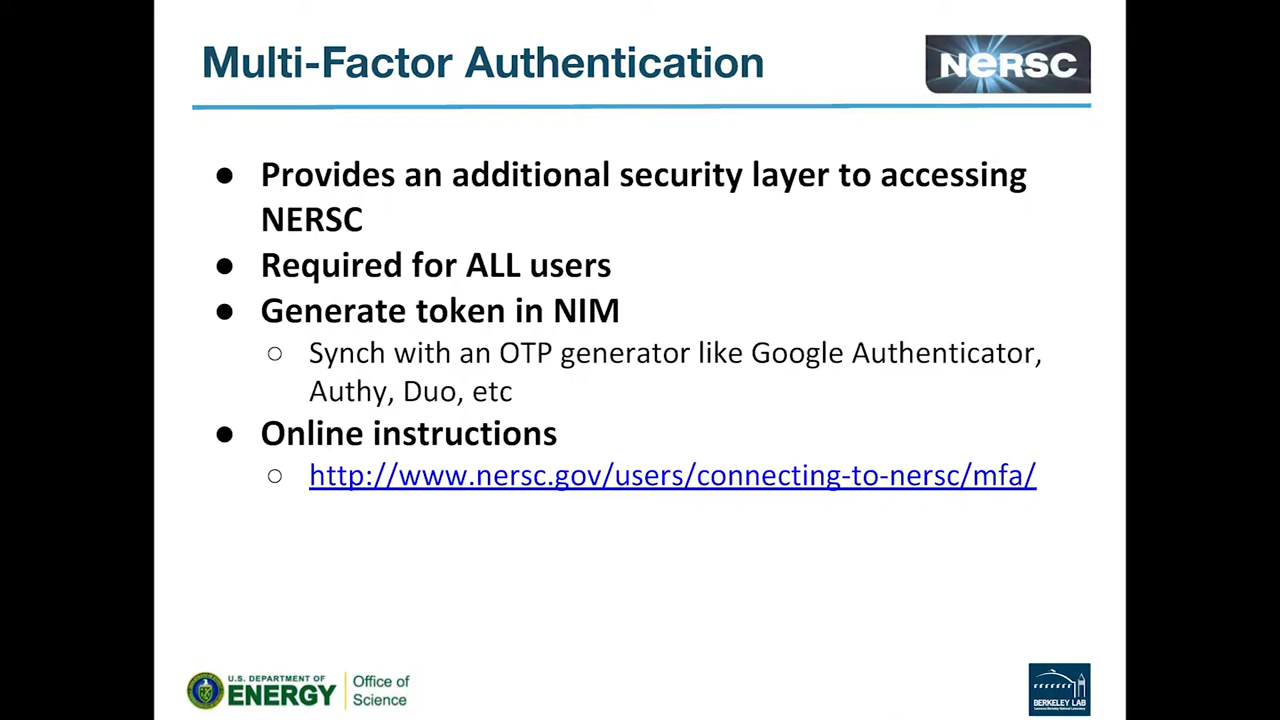 Multi-Factor Authentication
NERSC
● Provides an additional security layer to accessing
NERSC
● Required for ALL users
● Generate token in NIM
○ Synch with an OTP generator like Google Authenticator,
Authy, Duo, etc
● Online instructions
○ http://www.nersc.gov/users/connecting-to-nersc/mfa/
U.S. DEPARTMENT OF
ENERGY
Office of
Science
BERKELEY LAB